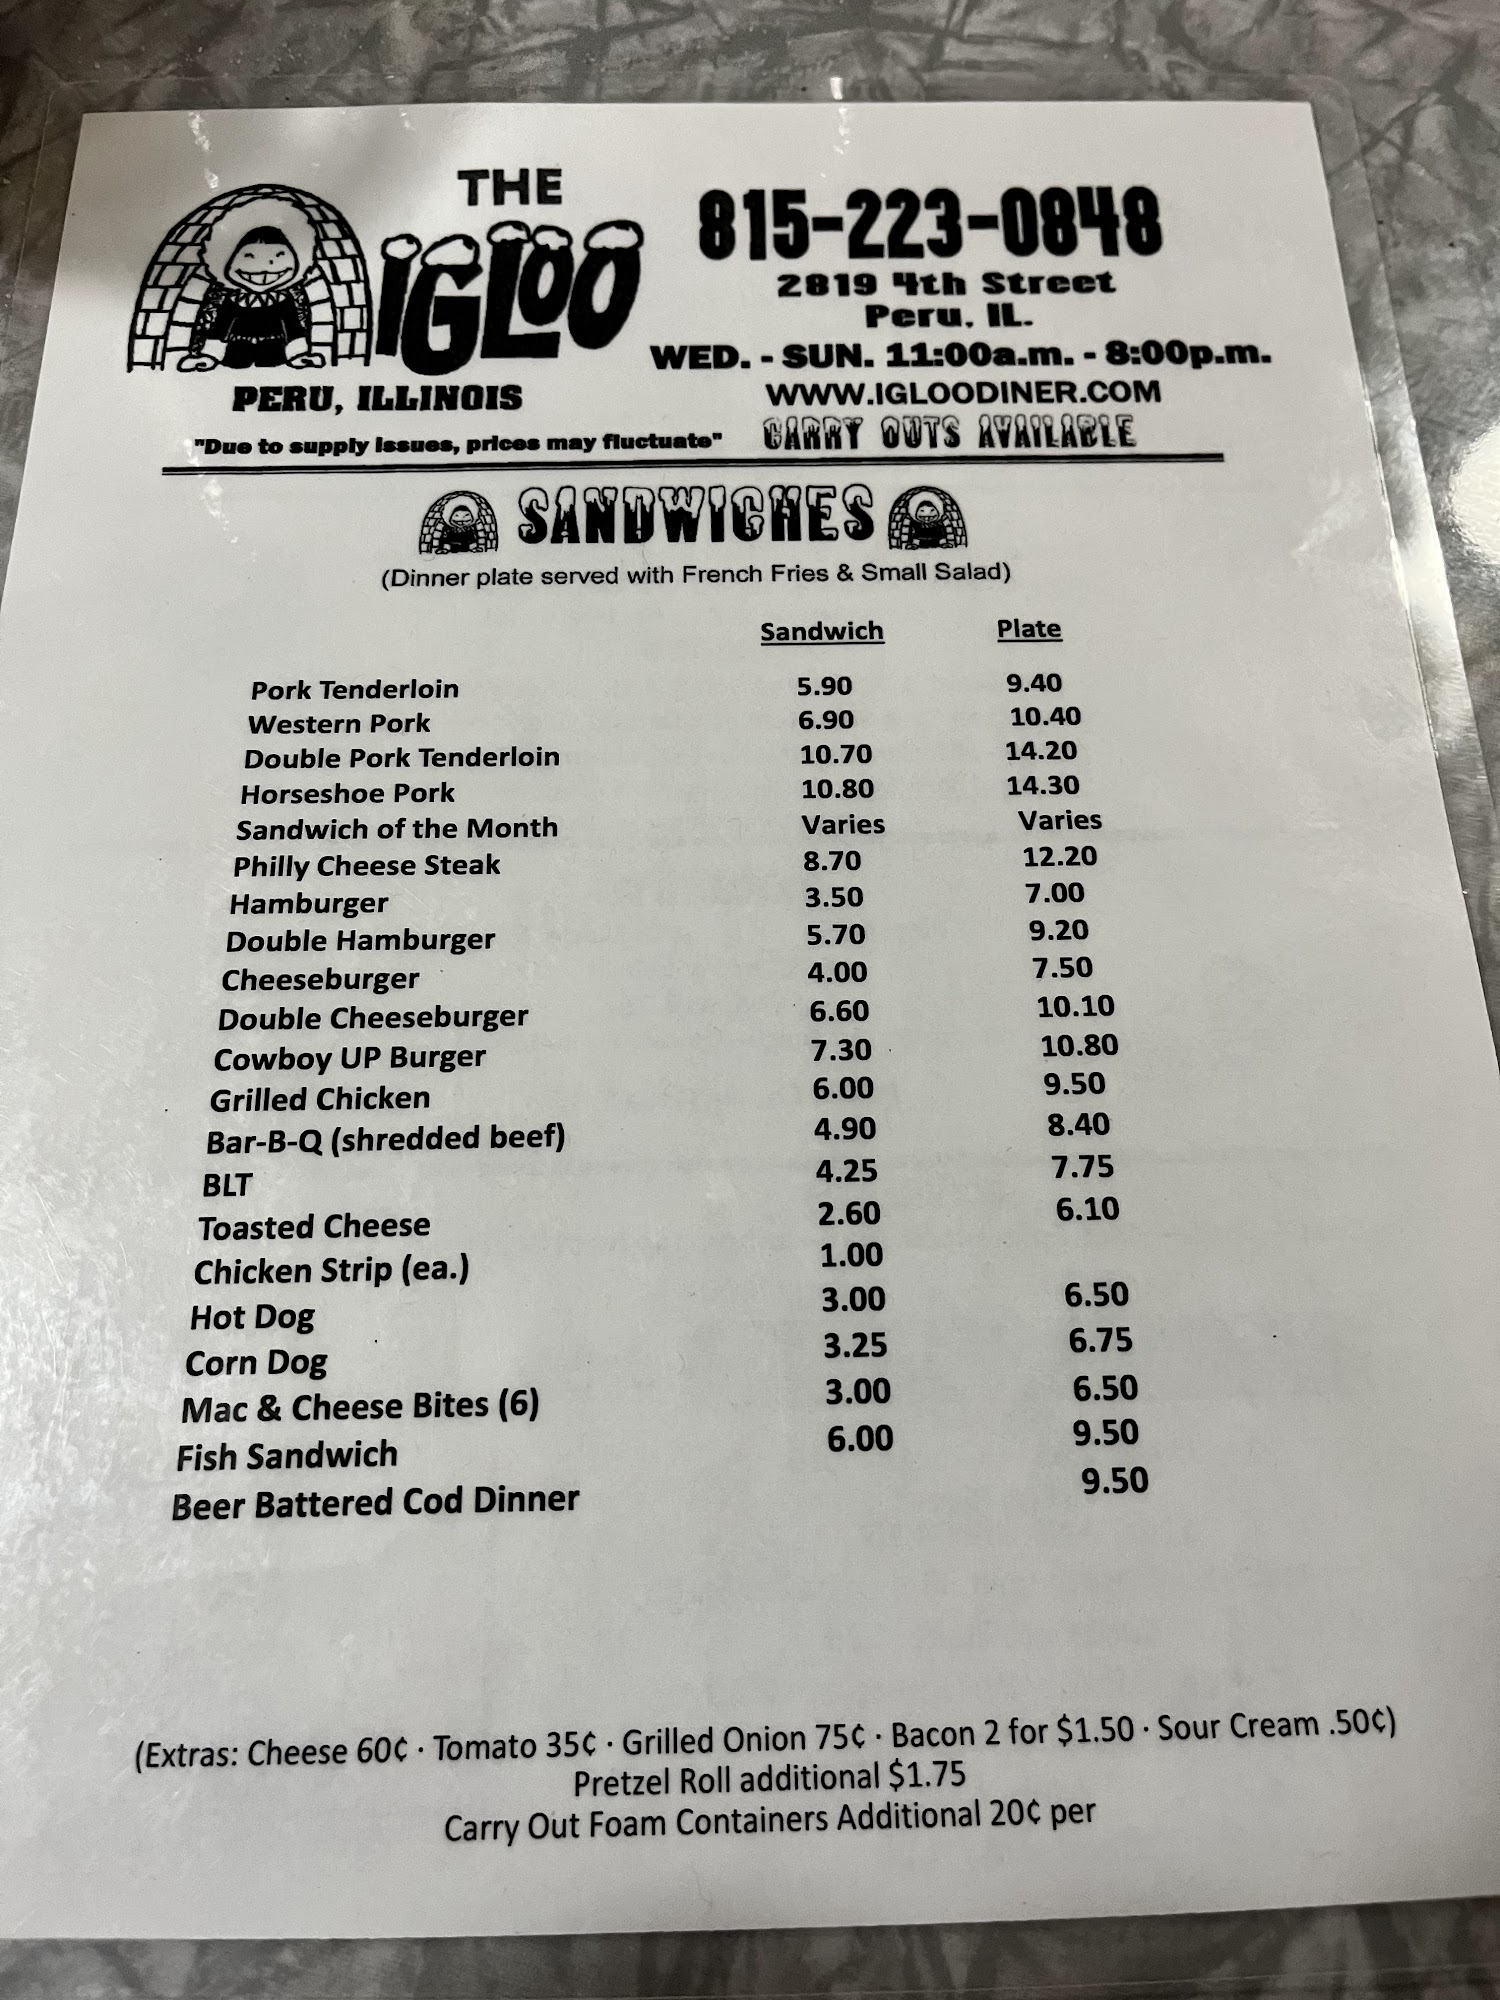 THE
IGLOO
PERU, ILLINOIS
"Due to supply issues, prices may fluctuate"
815-223-0848
2819 4th Street
Peru, IL.
WED. - SUN. 11:00a.m. - 8:00p.m.
WWW.IGLOODINER.COM
CARRY OUTS AVAILABLE
SANDWICHES
(Dinner plate served with French Fries & Small Salad)
Sandwich Plate
Pork Tenderloin 5.90 9.40
Western Pork 6.90 10.40
Double Pork Tenderloin 10.70 14.20
Horseshoe Pork 10.80 14.30
Sandwich of the Month Varies Varies
Philly Cheese Steak 8.70 12.20
Hamburger 3.50 7.00
Double Hamburger 5.70 9.20
Cheeseburger 4.00 7.50
Double Cheeseburger 6.60 10.10
Cowboy UP Burger 7.30 10.80
Grilled Chicken 6.00 9.50
Bar-B-Q (shredded beef) 4.90 8.40
BLT 4.25 7.75
Toasted Cheese 2.60 6.10
Chicken Strip (ea.) 1.00
Hot Dog 3.00 6.50
Corn Dog 3.25 6.75
Mac & Cheese Bites (6) 3.00 6.50
Fish Sandwich 6.00 9.50
Beer Battered Cod Dinner 9.50
(Extras: Cheese 60¢ · Tomato 35¢ · Grilled Onion 75¢ · Bacon 2 for $1.50 · Sour Cream .50¢)
Pretzel Roll additional $1.75
Carry Out Foam Containers Additional 20¢ per